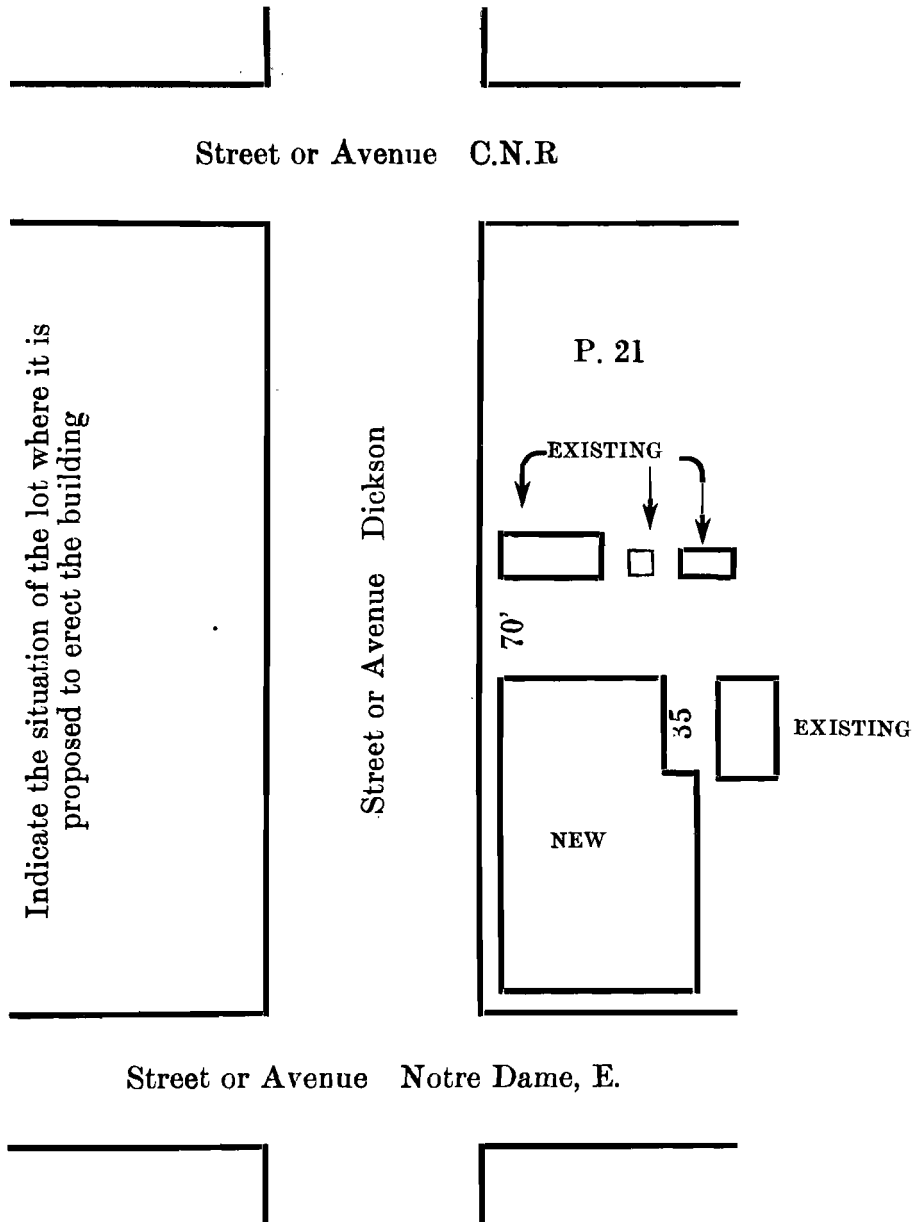 Street or Avenue C.N.R
Indicate the situation of the lot where it is
proposed to erect the building
Street or Avenue Dickson
P. 21
EXISTING
70'
35
EXISTING
NEW
Street or Avenue Notre Dame, E.